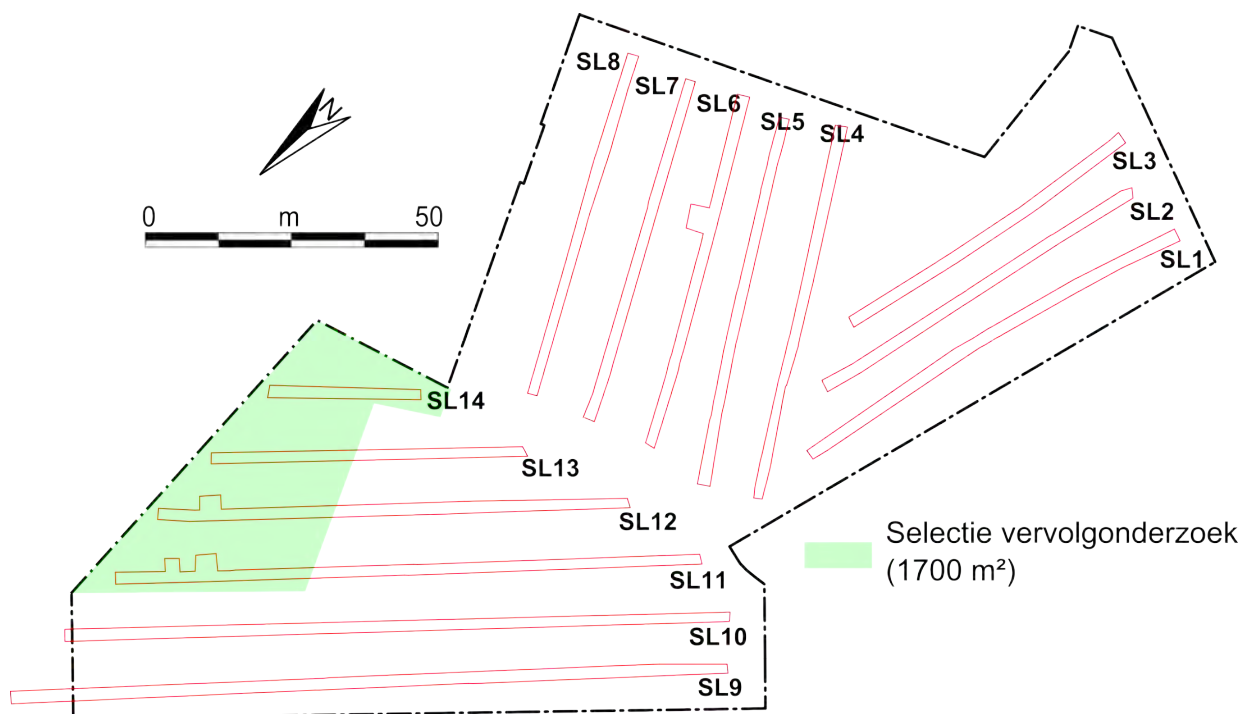 SL8
SL7
SL6
SL5
SL4
SL3
SL2
SL1
N
0 m 50
SL14
SL13
SL12
SL11
SL10
SL9
Selectie vervolgonderzoek
(1700 m²)